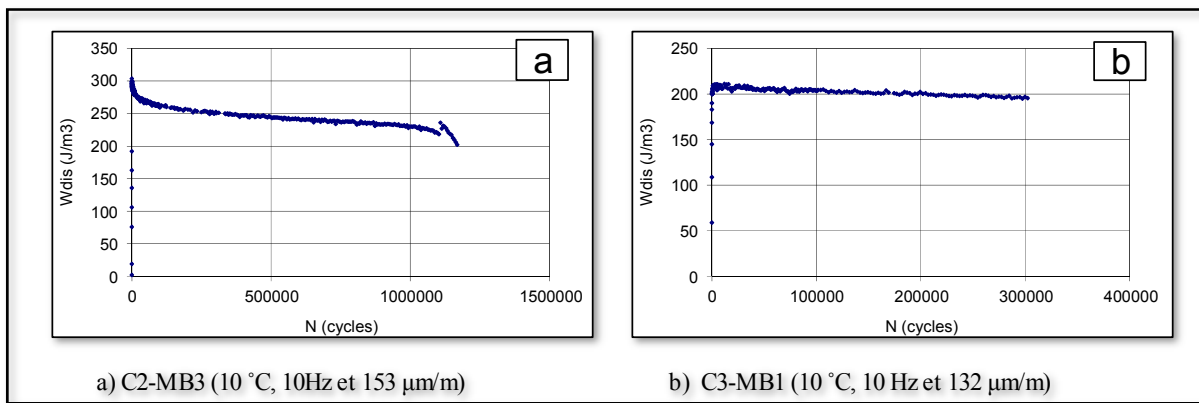 a
350
300
250
200
150
100
50
0
Wdis (J/m3)
0 500000 1000000 1500000
N (cycles)
b
250
200
150
100
50
0
Wdis (J/m3)
0 100000 200000 300000 400000
N (cycles)
a) C2-MB3 (10 ˚C, 10Hz et 153 μm/m)
b) C3-MB1 (10 ˚C, 10 Hz et 132 μm/m)